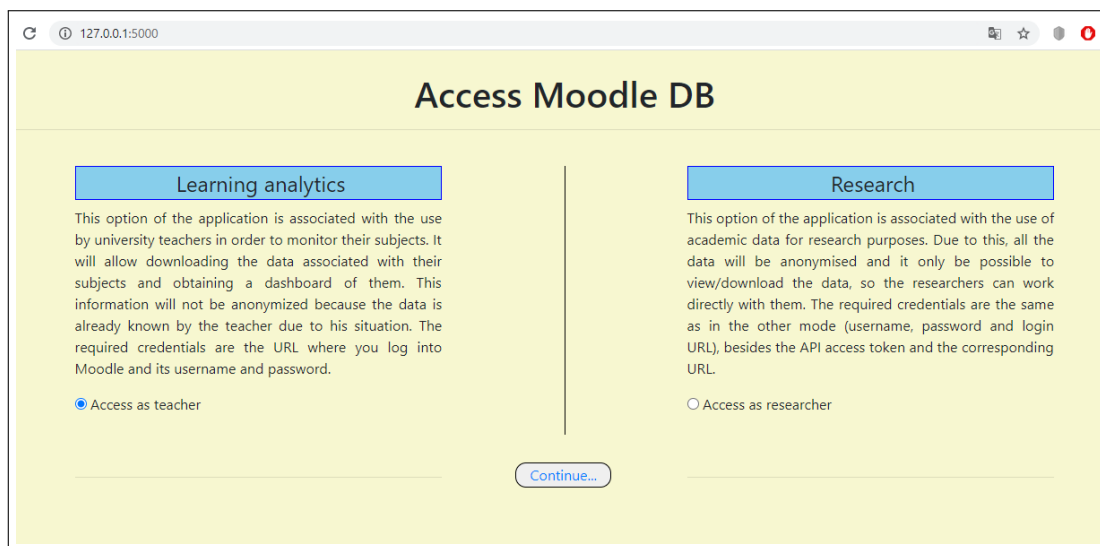 127.0.0.1:5000
Access Moodle DB
Learning analytics
This option of the application is associated with the use
by university teachers in order to monitor their subjects. It
will allow downloading the data associated with their
subjects and obtaining a dashboard of them. This
information will not be anonymized because the data is
already known by the teacher due to his situation. The
required credentials are the URL where you log into
Moodle and its username and password.
Access as teacher
Research
This option of the application is associated with the use of
academic data for research purposes. Due to this, all the
data will be anonymised and it only be possible to
view/download the data, so the researchers can work
directly with them. The required credentials are the same
as in the other mode (username, password and login
URL), besides the API access token and the corresponding
URL.
Access as researcher
Continue...